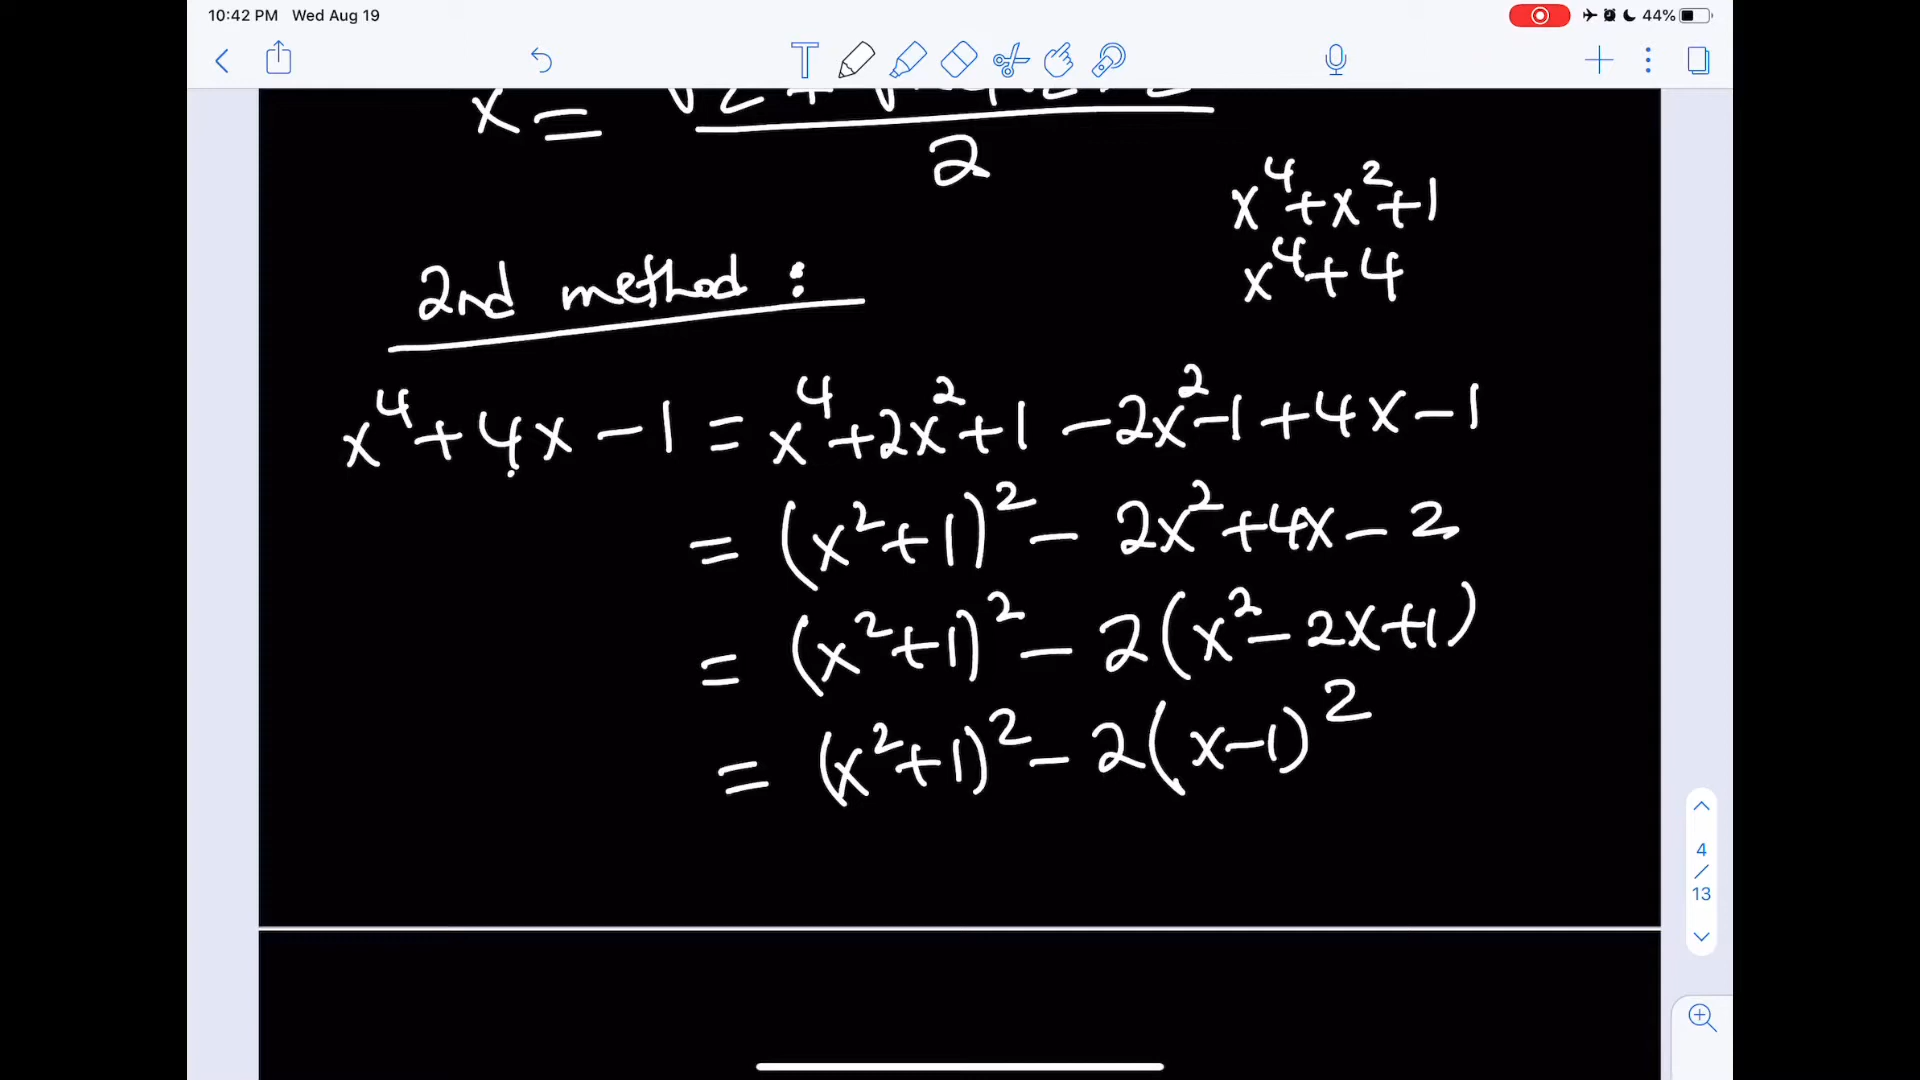 10:42 PM Wed Aug 19
44%
T
x =
2
x⁴+x²+1
x⁴+4
2nd method :
x⁴+4x-1 = x⁴+2x²+1 -2x²-1+4x-1
= (x²+1)² - 2x²+4x-2
= (x²+1)² - 2(x²-2x+1)
= (x²+1)² - 2(x-1)²
4
/
13